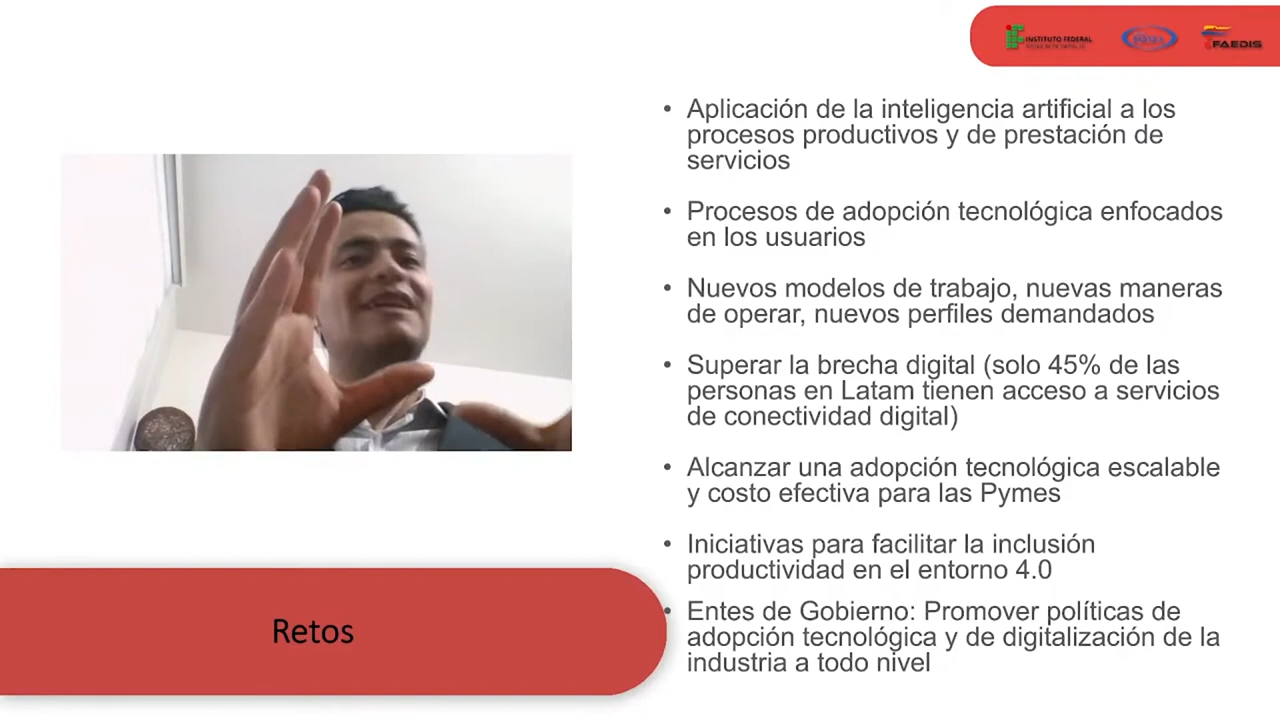 INSTITUTO FEDERAL
FAEDIS
• Aplicación de la inteligencia artificial a los
procesos productivos y de prestación de
servicios
• Procesos de adopción tecnológica enfocados
en los usuarios
• Nuevos modelos de trabajo, nuevas maneras
de operar, nuevos perfiles demandados
• Superar la brecha digital (solo 45% de las
personas en Latam tienen acceso a servicios
de conectividad digital)
• Alcanzar una adopción tecnológica escalable
y costo efectiva para las Pymes
• Iniciativas para facilitar la inclusión
productividad en el entorno 4.0
• Entes de Gobierno: Promover políticas de
adopción tecnológica y de digitalización de la
industria a todo nivel
Retos